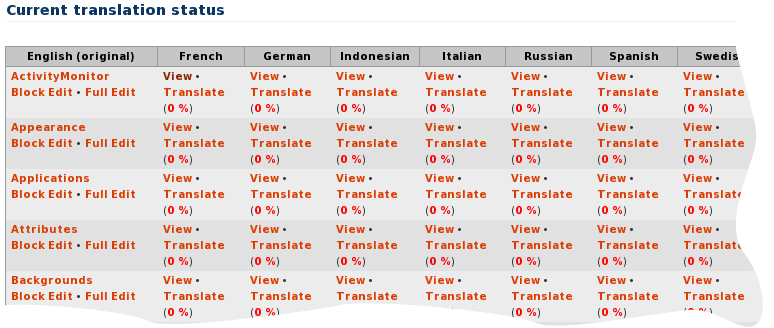 Current translation status
English (original) French German Indonesian Italian Russian Spanish Swedis
ActivityMonitor View • View • View • View • View • View • View •
Block Edit • Full Edit Translate Translate Translate Translate Translate Translate Translate
(0 %) (0 %) (0 %) (0 %) (0 %) (0 %) (0 %)
Appearance View • View • View • View • View • View • View •
Block Edit • Full Edit Translate Translate Translate Translate Translate Translate Translate
(0 %) (0 %) (0 %) (0 %) (0 %) (0 %) (0 %)
Applications View • View • View • View • View • View • View •
Block Edit • Full Edit Translate Translate Translate Translate Translate Translate Translat
(0 %) (0 %) (0 %) (0 %) (0 %) (0 %) (0 %)
Attributes View • View • View • View • View • View • View •
Block Edit • Full Edit Translate Translate Translate Translate Translate Translate Translat
(0 %) (0 %) (0 %) (0 %) (0 %) (0 %) (0 %)
Backgrounds View • View • View • View • View • View • View •
Block Edit • Full Edit Translate Translate Translate Translate Translate Translate Translate
(0 %) (0 %) (0 %) (0 %) (0 %)